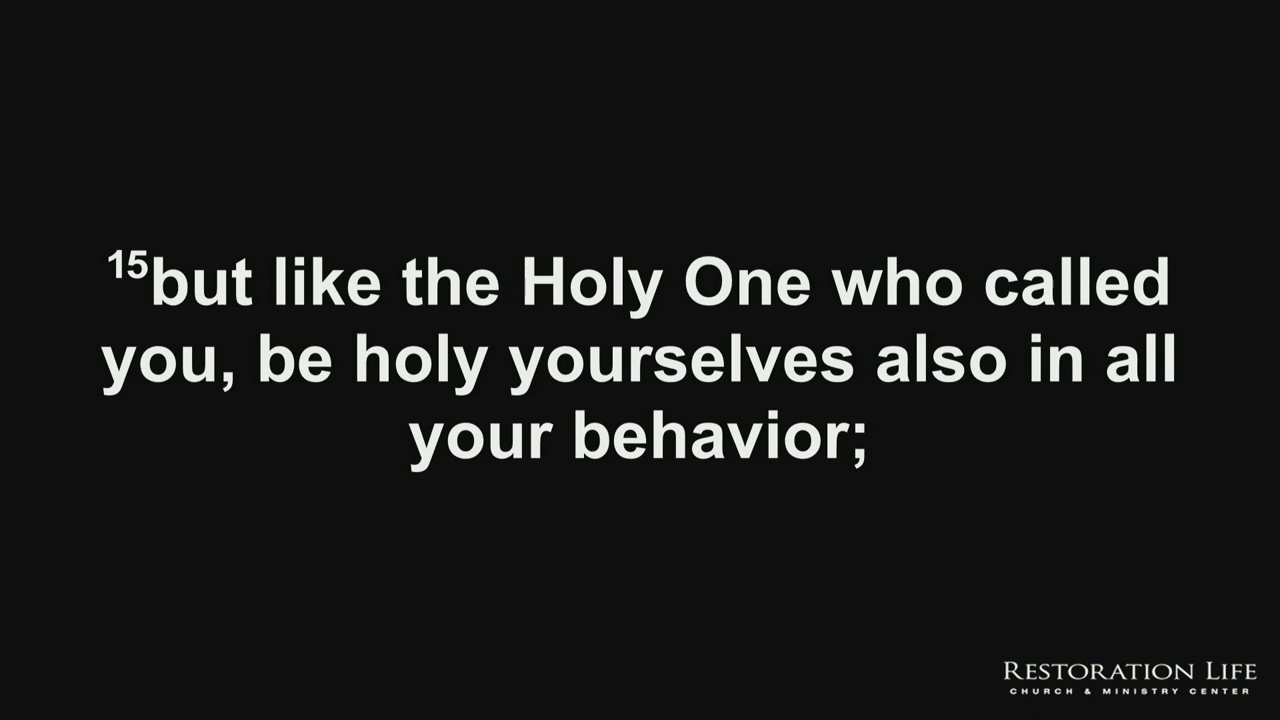 15but like the Holy One who called
you, be holy yourselves also in all
your behavior;
RESTORATION LIFE
CHURCH & MINISTRY CENTER